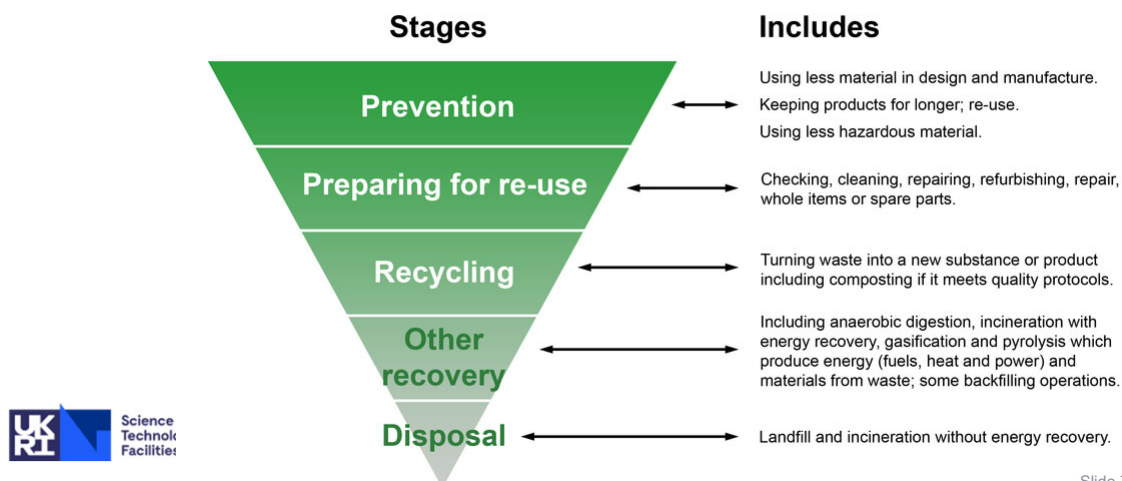 Stages
Includes
Prevention
Using less material in design and manufacture.
Keeping products for longer; re-use.
Using less hazardous material.
Preparing for re-use
Checking, cleaning, repairing, refurbishing, repair,
whole items or spare parts.
Recycling
Turning waste into a new substance or product
including composting if it meets quality protocols.
Other
recovery
Including anaerobic digestion, incineration with
energy recovery, gasification and pyrolysis which
produce energy (fuels, heat and power) and
materials from waste; some backfilling operations.
Disposal
Landfill and incineration without energy recovery.
UK
RI
Science
Facilities
Slide